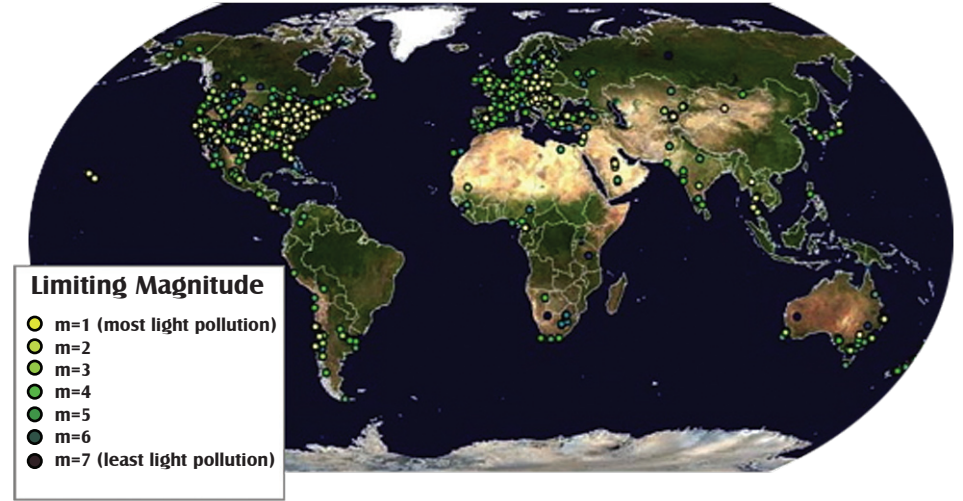 Limiting Magnitude
m=1 (most light pollution)
m=2
m=3
m=4
m=5
m=6
m=7 (least light pollution)